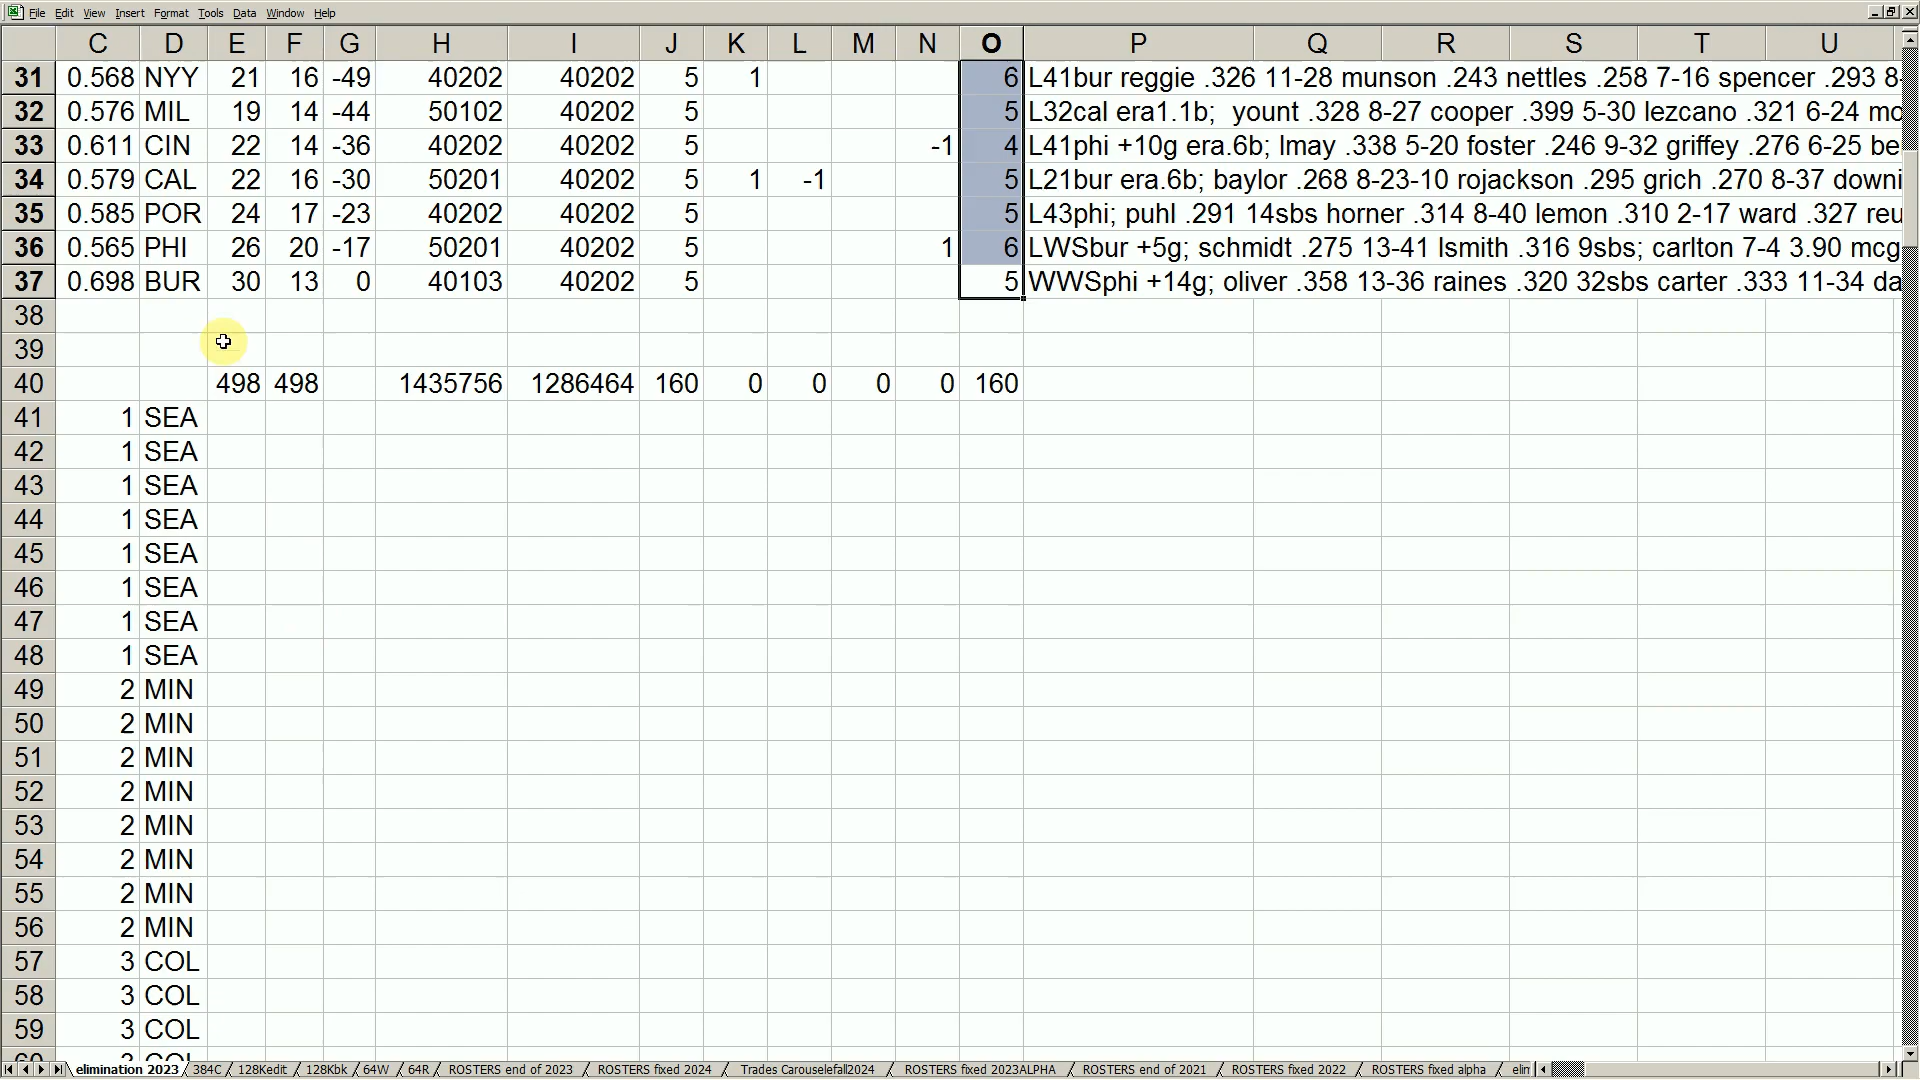 File Edit View Insert Format Tools Data Window Help
C D E F G H I J K L M N O P Q R S T U
31 0.568 NYY 21 16 -49 40202 40202 5 1 6 L41bur reggie .326 11-28 munson .243 nettles .258 7-16 spencer .293 8-
32 0.576 MIL 19 14 -44 50102 40202 5 5 L32cal era1.1b;  yount .328 8-27 cooper .399 5-30 lezcano .321 6-24 mo
33 0.611 CIN 22 14 -36 40202 40202 5 -1 4 L41phi +10g era.6b; lmay .338 5-20 foster .246 9-32 griffey .276 6-25 be
34 0.579 CAL 22 16 -30 50201 40202 5 1 -1 5 L21bur era.6b; baylor .268 8-23-10 rojackson .295 grich .270 8-37 downi
35 0.585 POR 24 17 -23 40202 40202 5 5 L43phi; puhl .291 14sbs horner .314 8-40 lemon .310 2-17 ward .327 reu
36 0.565 PHI 26 20 -17 50201 40202 5 1 6 LWSbur +5g; schmidt .275 13-41 lsmith .316 9sbs; carlton 7-4 3.90 mcg
37 0.698 BUR 30 13 0 40103 40202 5 5 WWSphi +14g; oliver .358 13-36 raines .320 32sbs carter .333 11-34 da
38
39
40 498 498 1435756 1286464 160 0 0 0 0 160
41 1 SEA
42 1 SEA
43 1 SEA
44 1 SEA
45 1 SEA
46 1 SEA
47 1 SEA
48 1 SEA
49 2 MIN
50 2 MIN
51 2 MIN
52 2 MIN
53 2 MIN
54 2 MIN
55 2 MIN
56 2 MIN
57 3 COL
58 3 COL
59 3 COL
60 3 COL
elimination 2023 384C 128Kedit 128Kbk 64W 64R ROSTERS end of 2023 ROSTERS fixed 2024 Trades Carouselefall2024 ROSTERS fixed 2023ALPHA ROSTERS end of 2021 ROSTERS fixed 2022 ROSTERS fixed alpha elin